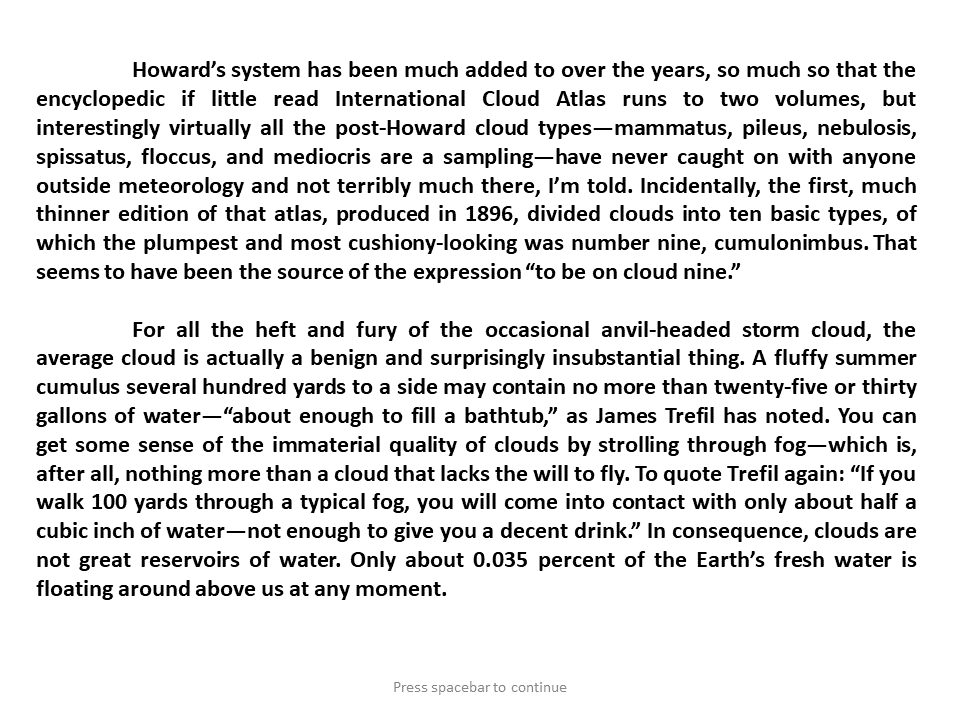 Howard’s system has been much added to over the years, so much so that the
encyclopedic if little read International Cloud Atlas runs to two volumes, but
interestingly virtually all the post-Howard cloud types—mammatus, pileus, nebulosis,
spissatus, floccus, and mediocris are a sampling—have never caught on with anyone
outside meteorology and not terribly much there, I’m told. Incidentally, the first, much
thinner edition of that atlas, produced in 1896, divided clouds into ten basic types, of
which the plumpest and most cushiony-looking was number nine, cumulonimbus. That
seems to have been the source of the expression “to be on cloud nine.”
For all the heft and fury of the occasional anvil-headed storm cloud, the
average cloud is actually a benign and surprisingly insubstantial thing. A fluffy summer
cumulus several hundred yards to a side may contain no more than twenty-five or thirty
gallons of water—“about enough to fill a bathtub,” as James Trefil has noted. You can
get some sense of the immaterial quality of clouds by strolling through fog—which is,
after all, nothing more than a cloud that lacks the will to fly. To quote Trefil again: “If you
walk 100 yards through a typical fog, you will come into contact with only about half a
cubic inch of water—not enough to give you a decent drink.” In consequence, clouds are
not great reservoirs of water. Only about 0.035 percent of the Earth’s fresh water is
floating around above us at any moment.
Press spacebar to continue